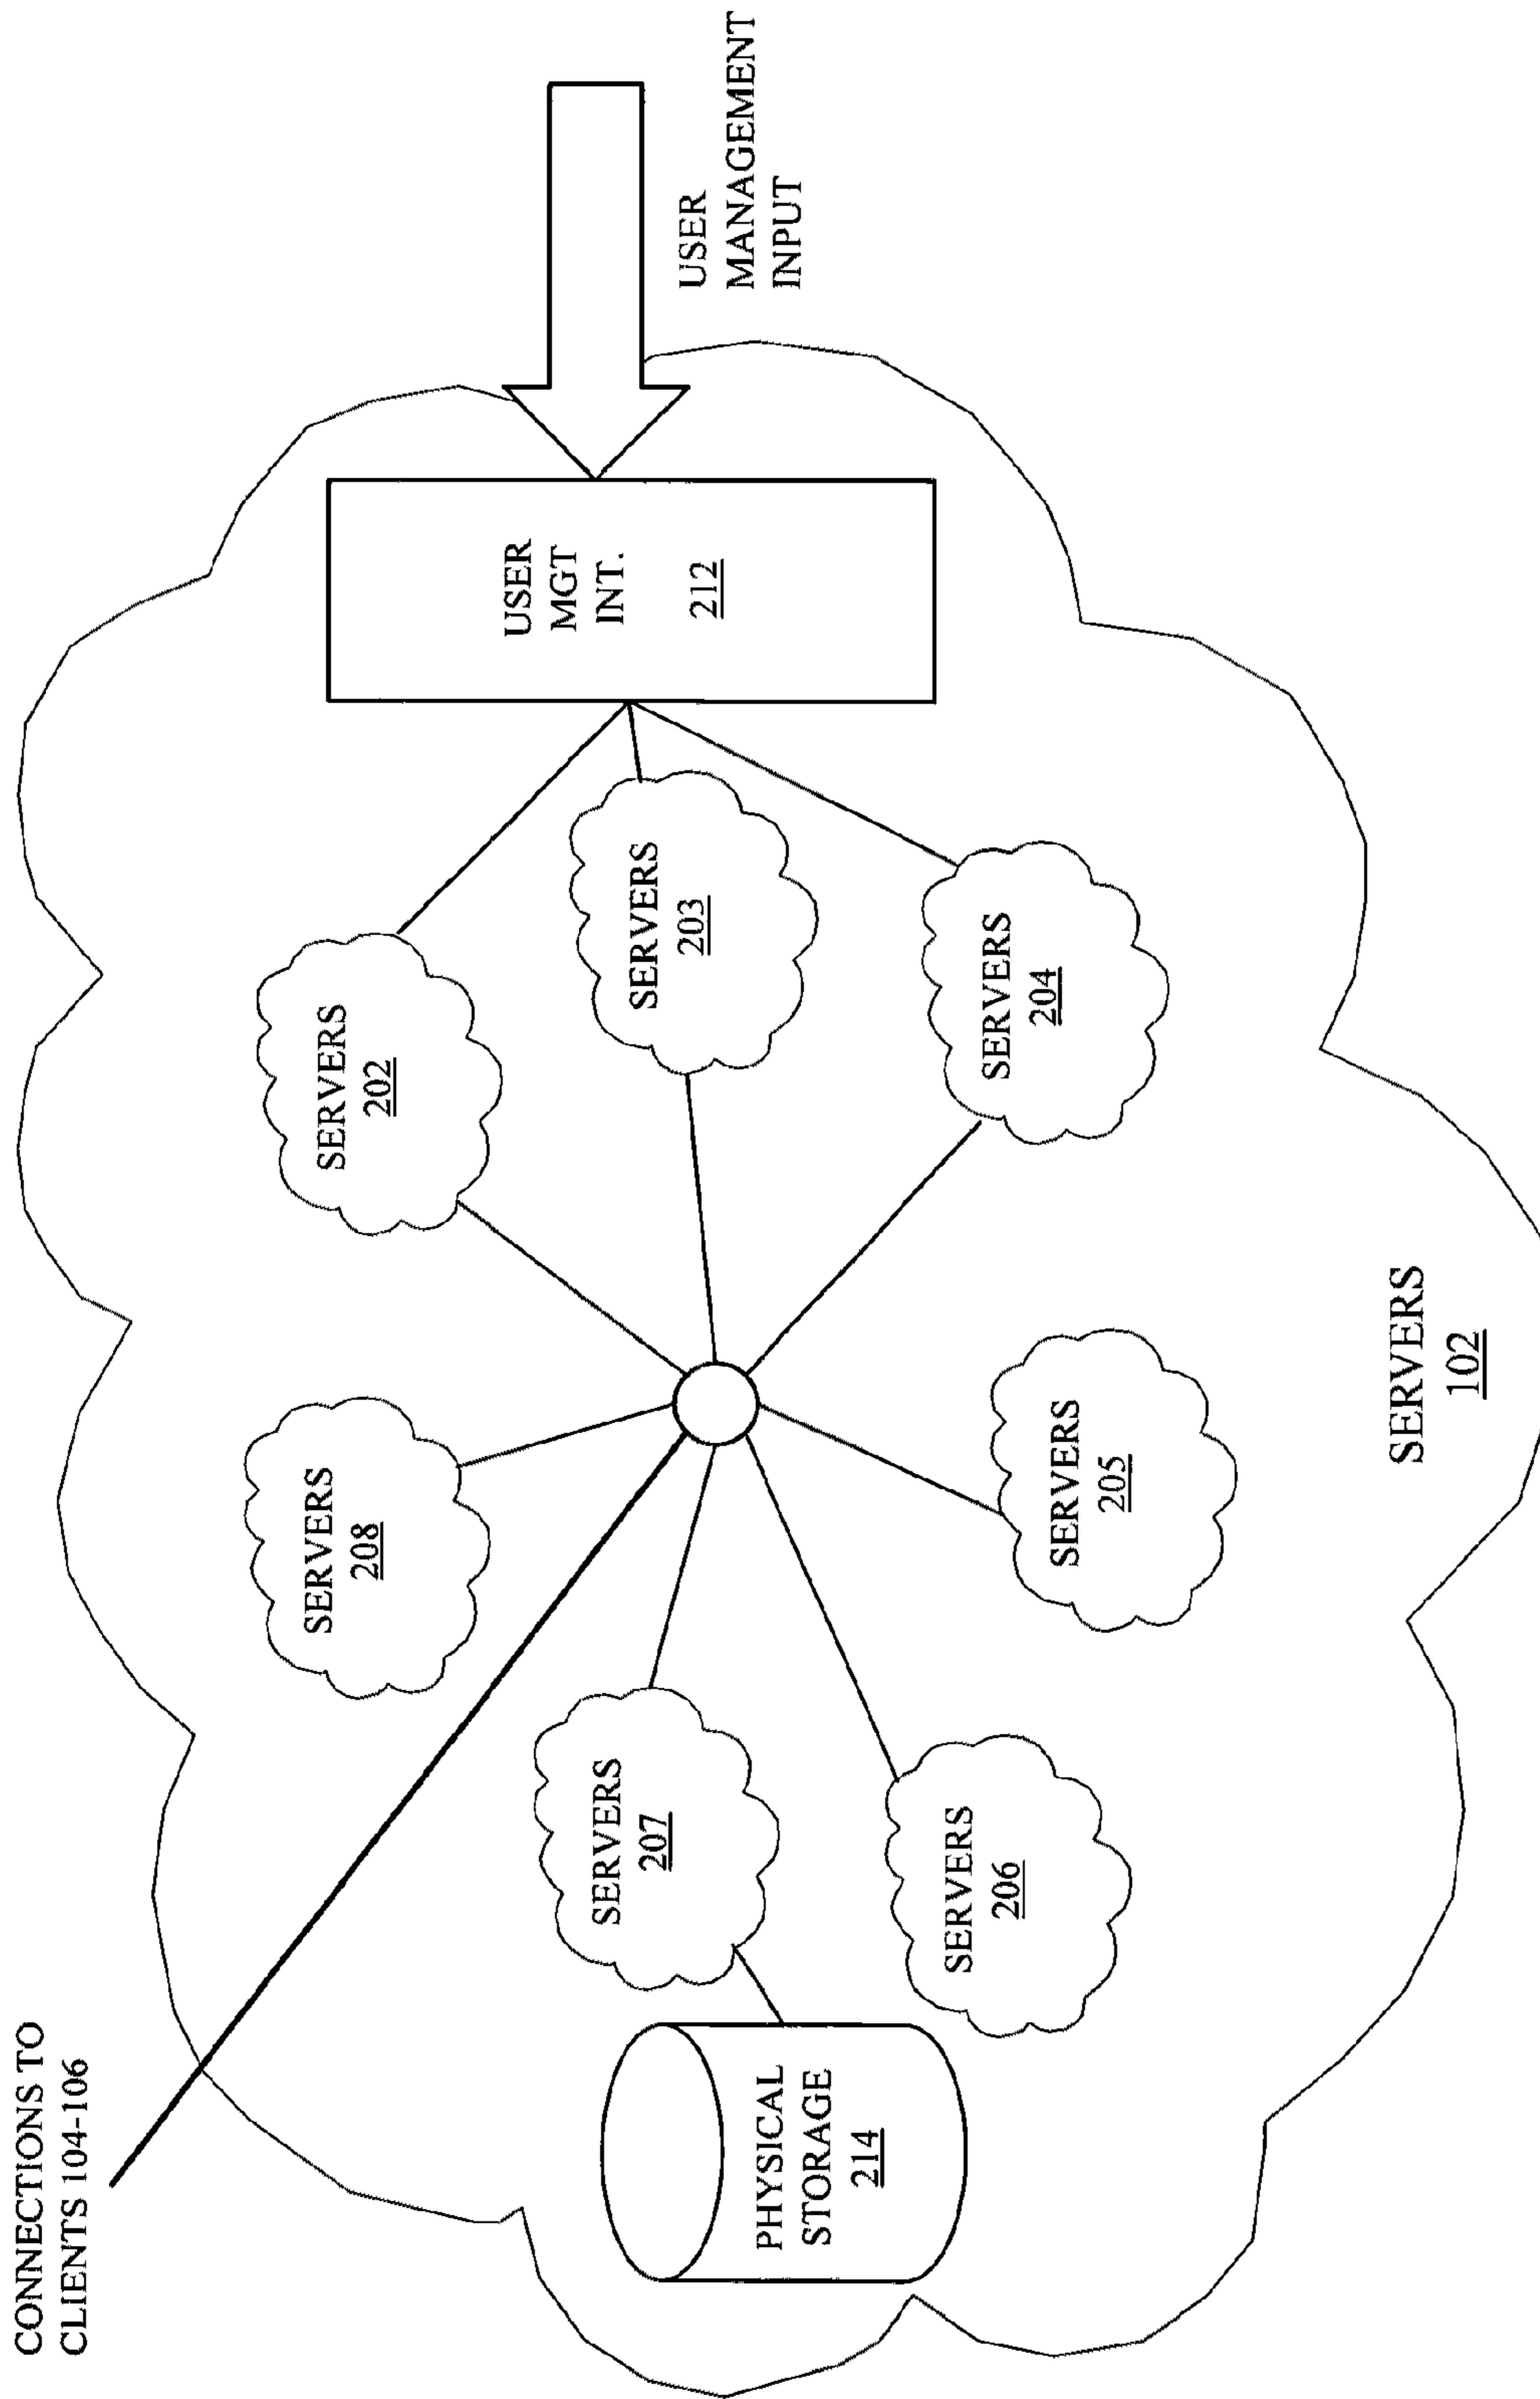 CONNECTIONS TO
CLIENTS 104-106
SERVERS
208
SERVERS
202
USER
MGT
INT.
212
USER
MANAGEMENT
INPUT
SERVERS
207
SERVERS
203
PHYSICAL
STORAGE
214
SERVERS
206
SERVERS
205
SERVERS
204
SERVERS
102